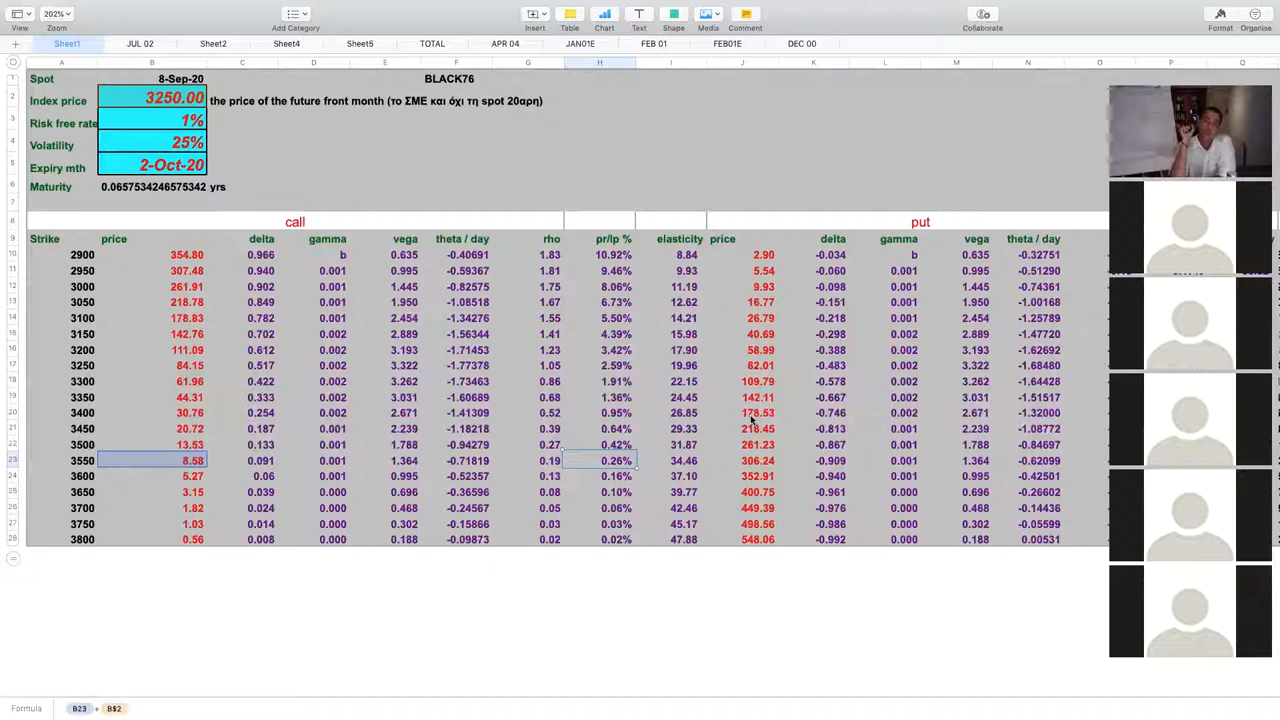 202%
View Zoom Add Category Insert Table Chart Text Shape Media Comment Collaborate Format Organise
Sheet1 JUL 02 Sheet2 Sheet4 Sheet5 TOTAL APR 04 JAN01E FEB 01 FEB01E DEC 00
A B C D E F G H I J K L M N O P Q
1 Spot 8-Sep-20 BLACK76
2 Index price 3250.00 the price of the future front month (το ΣΜΕ και όχι τη spot 20αρη)
3 Risk free rate 1%
4 Volatility 25%
5 Expiry mth 2-Oct-20
6 Maturity 0.0657534246575342 yrs
7
8 call put
9 Strike price delta gamma vega theta / day rho pr/Ip % elasticity price delta gamma vega theta / day
10 2900 354.80 0.966 b 0.635 -0.40691 1.83 10.92% 8.84 2.90 -0.034 b 0.635 -0.32751
11 2950 307.48 0.940 0.001 0.995 -0.59367 1.81 9.46% 9.93 5.54 -0.060 0.001 0.995 -0.51290
12 3000 261.91 0.902 0.001 1.445 -0.82575 1.75 8.06% 11.19 9.93 -0.098 0.001 1.445 -0.74361
13 3050 218.78 0.849 0.001 1.950 -1.08518 1.67 6.73% 12.62 16.77 -0.151 0.001 1.950 -1.00168
14 3100 178.83 0.782 0.001 2.454 -1.34276 1.55 5.50% 14.21 26.79 -0.218 0.001 2.454 -1.25789
15 3150 142.76 0.702 0.002 2.889 -1.56344 1.41 4.39% 15.98 40.69 -0.298 0.002 2.889 -1.47720
16 3200 111.09 0.612 0.002 3.193 -1.71453 1.23 3.42% 17.90 58.99 -0.388 0.002 3.193 -1.62692
17 3250 84.15 0.517 0.002 3.322 -1.77378 1.05 2.59% 19.96 82.01 -0.483 0.002 3.322 -1.68480
18 3300 61.96 0.422 0.002 3.262 -1.73463 0.86 1.91% 22.15 109.79 -0.578 0.002 3.262 -1.64428
19 3350 44.31 0.333 0.002 3.031 -1.60689 0.68 1.36% 24.45 142.11 -0.667 0.002 3.031 -1.51517
20 3400 30.76 0.254 0.002 2.671 -1.41309 0.52 0.95% 26.85 178.53 -0.746 0.002 2.671 -1.32000
21 3450 20.72 0.187 0.001 2.239 -1.18218 0.39 0.64% 29.33 218.45 -0.813 0.001 2.239 -1.08772
22 3500 13.53 0.133 0.001 1.788 -0.94279 0.27 0.42% 31.87 261.23 -0.867 0.001 1.788 -0.84697
23 3550 8.58 0.091 0.001 1.364 -0.71819 0.19 0.26% 34.46 306.24 -0.909 0.001 1.364 -0.62099
24 3600 5.27 0.06 0.001 0.995 -0.52357 0.13 0.16% 37.10 352.91 -0.940 0.001 0.995 -0.42501
25 3650 3.15 0.039 0.000 0.696 -0.36596 0.08 0.10% 39.77 400.75 -0.961 0.000 0.696 -0.26602
26 3700 1.82 0.024 0.000 0.468 -0.24567 0.05 0.06% 42.46 449.39 -0.976 0.000 0.468 -0.14436
27 3750 1.03 0.014 0.000 0.302 -0.15866 0.03 0.03% 45.17 498.56 -0.986 0.000 0.302 -0.05599
28 3800 0.56 0.008 0.000 0.188 -0.09873 0.02 0.02% 47.88 548.06 -0.992 0.000 0.188 0.00531
Formula B23 ÷ B$2